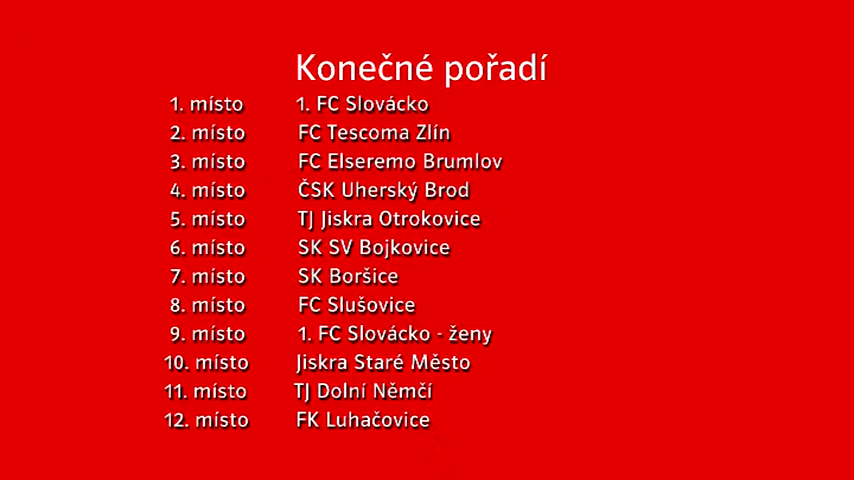 Konečné pořadí
1. místo 1. FC Slovácko
2. místo FC Tescoma Zlín
3. místo FC Elseremo Brumlov
4. místo ČSK Uherský Brod
5. místo TJ Jiskra Otrokovice
6. místo SK SV Bojkovice
7. místo SK Boršice
8. místo FC Slušovice
9. místo 1. FC Slovácko - ženy
10. místo Jiskra Staré Město
11. místo TJ Dolní Němčí
12. místo FK Luhačovice